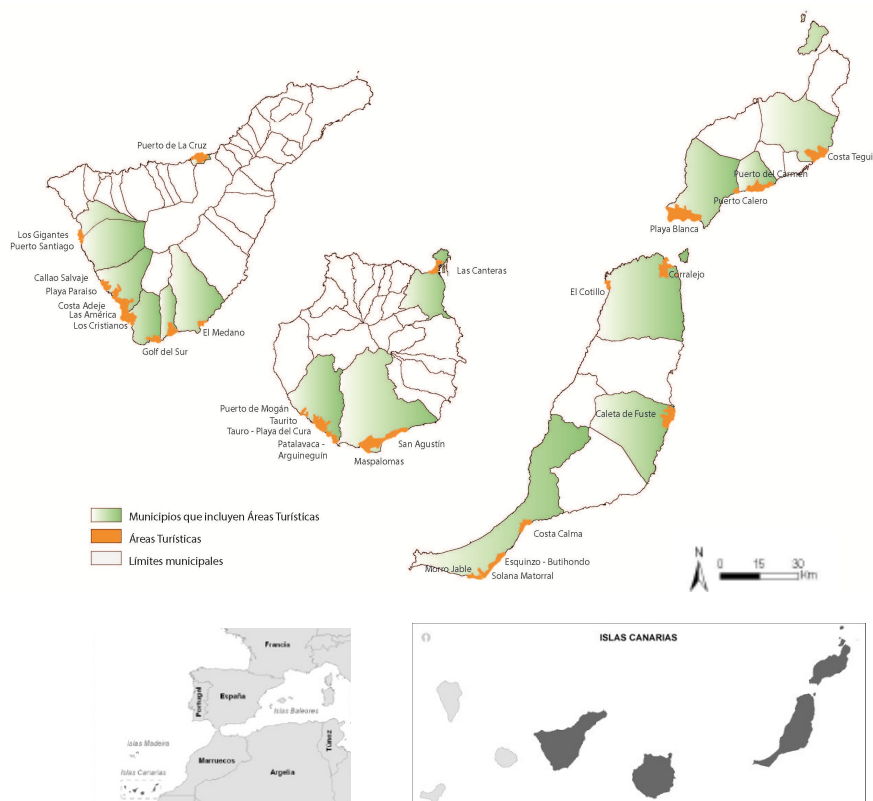 Puerto de La Cruz
Los Gigantes
Puerto Santiago
Callao Salvaje
Playa Paraiso
Costa Adeje
Las América
Los Cristianos
Golf del Sur
El Medano
Las Canteras
Puerto de Mogán
Taurito
Tauro - Playa del Cura
Patalavaca -
Arguineguín
Maspalomas
San Agustín
Costa Tegui
Puerto del Carmen
Puerto Calero
Playa Blanca
Corralejo
El Cotillo
Caleta de Fuste
Costa Calma
Esquinzo - Butihondo
Morro Jable
Solana Matorral
Municipios que incluyen Áreas Turísticas
Áreas Turísticas
Límites municipales
N
0 15 30
Km
Francia
Portugal
España
Islas Baleares
Islas Madeira
Marruecos
Túnez
Islas Canarias
Argelia
ISLAS CANARIAS